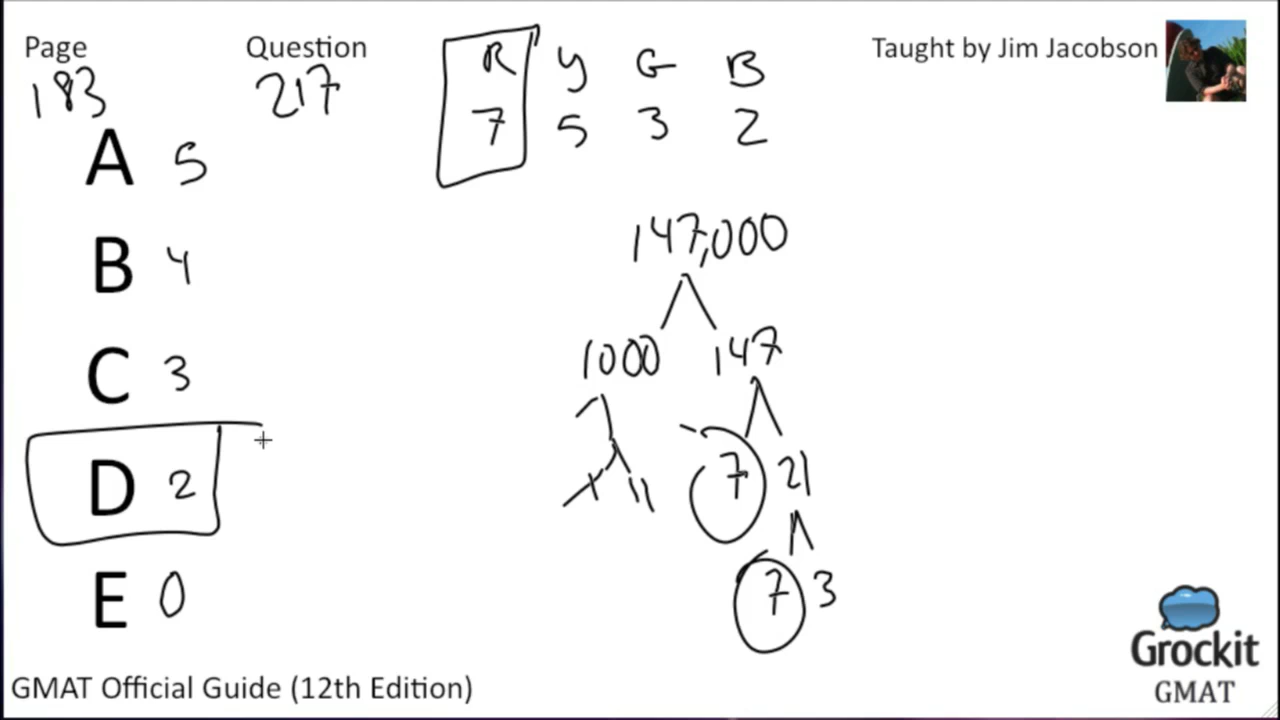 Page Question R Y G B Taught by Jim Jacobson
183 217 7 5 3 2
A 5
B 4
C 3
D 2
E 0
147,000
1000 147
7 21
7 3
GMAT Official Guide (12th Edition)
Grockit
GMAT